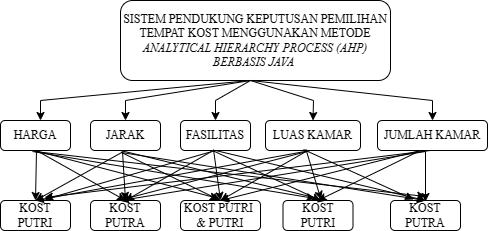 SISTEM PENDUKUNG KEPUTUSAN PEMILIHAN
TEMPAT KOST MENGGUNAKAN METODE
ANALYTICAL HIERARCHY PROCESS (AHP)
BERBASIS JAVA
HARGA
JARAK
FASILITAS
LUAS KAMAR
JUMLAH KAMAR
KOST
PUTRI
KOST
PUTRA
KOST PUTRI
& PUTRI
KOST
PUTRI
KOST
PUTRA